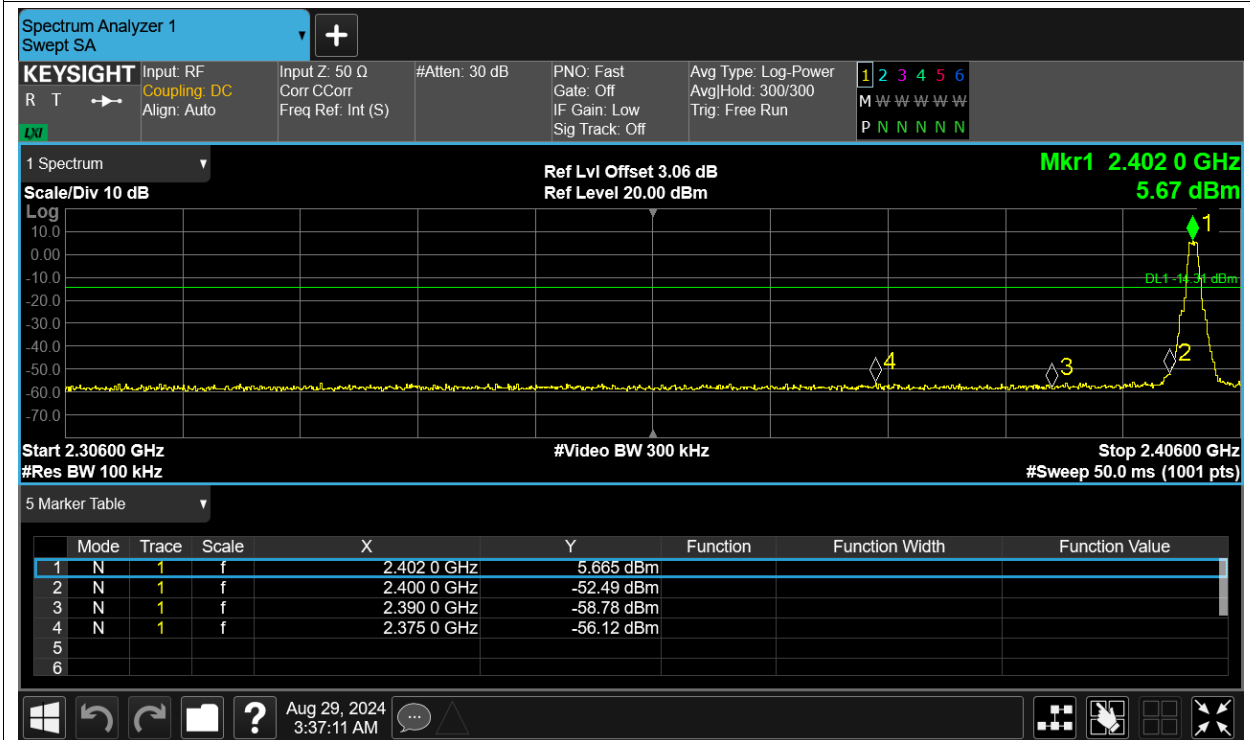 Spectrum Analyzer 1
Swept SA
+
KEYSIGHT Input: RF Input Z: 50 Ω #Atten: 30 dB PNO: Fast Avg Type: Log-Power 1 2 3 4 5 6
R T Coupling: DC Corr CCorr Gate: Off Avg|Hold: 300/300 M W W W W W
Align: Auto Freq Ref: Int (S) IF Gain: Low Trig: Free Run
LXI Sig Track: Off P N N N N N
1 Spectrum Ref Lvl Offset 3.06 dB Mkr1 2.402 0 GHz
Scale/Div 10 dB Ref Level 20.00 dBm 5.67 dBm
Log
1
10.0
0.00
-10.0
DL1 -14.31 dBm
-20.0
-30.0
-40.0
4 3 2
-50.0
-60.0
-70.0
Start 2.30600 GHz #Video BW 300 kHz Stop 2.40600 GHz
#Res BW 100 kHz #Sweep 50.0 ms (1001 pts)
5 Marker Table
Mode Trace Scale X Y Function Function Width Function Value
1 N 1 f 2.402 0 GHz 5.665 dBm
2 N 1 f 2.400 0 GHz -52.49 dBm
3 N 1 f 2.390 0 GHz -58.78 dBm
4 N 1 f 2.375 0 GHz -56.12 dBm
5
6
? Aug 29, 2024
3:37:11 AM